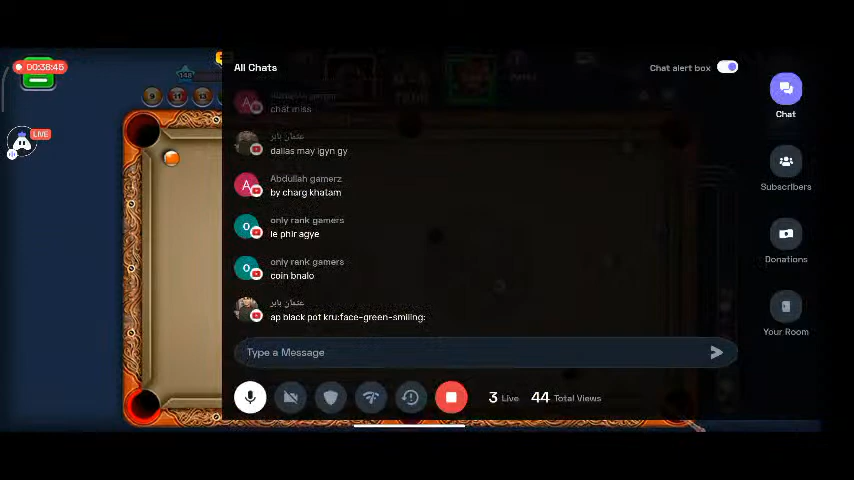 00:38:45
All Chats
Chat alert box
148
LIVE
chat miss
Chat
عثمان بابر
dallas may igyn gy
Abdullah gamerz
by charg khatam
Subscribers
only rank gamers
le phir agye
only rank gamers
coin bnalo
Donations
عثمان بابر
ap black pot kru:face-green-smiling:
Your Room
Type a Message
3 Live 44 Total Views